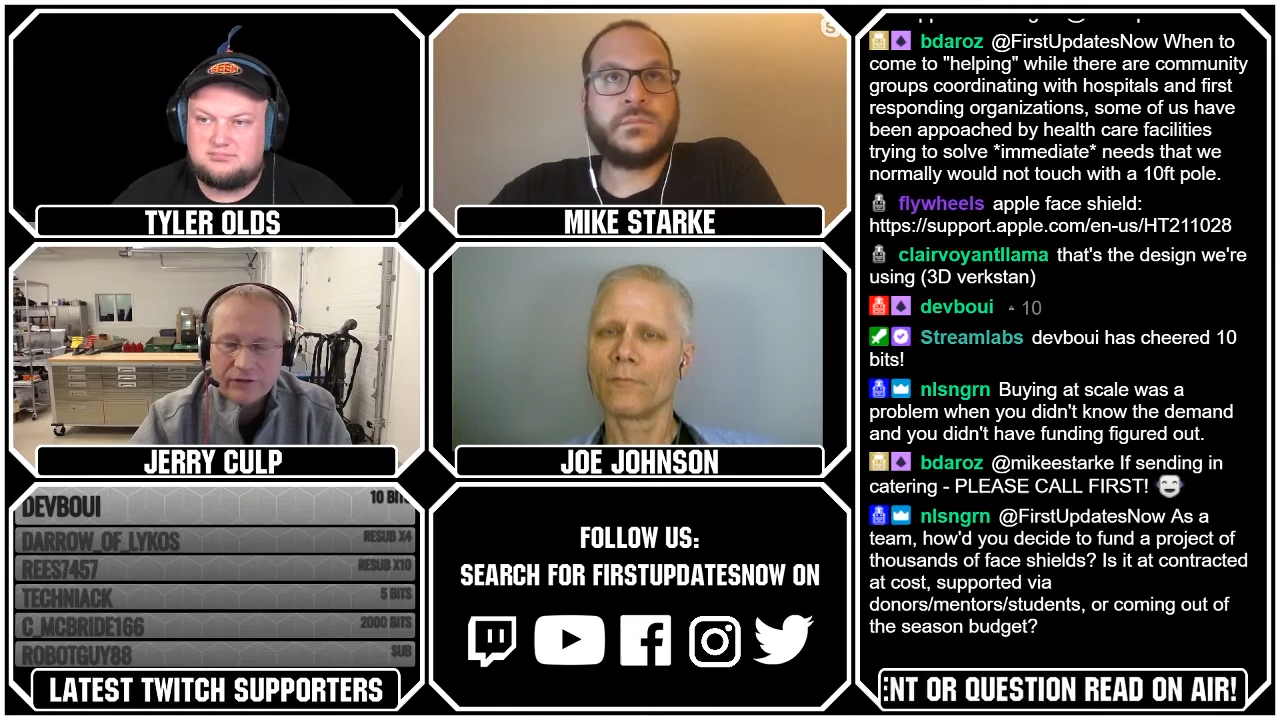 TYLER OLDS
MIKE STARKE
JERRY CULP
JOE JOHNSON
DEVBOUI 10 BITS
DARROW_OF_LYKOS RESUB X4
REES7457 RESUB X10
TECHNIACK 5 BITS
C_MCBRIDE166 2000 BITS
ROBOTGUY88 SUB
LATEST TWITCH SUPPORTERS
FOLLOW US:
SEARCH FOR FIRSTUPDATESNOW ON
bdaroz @FirstUpdatesNow When to
come to "helping" while there are community
groups coordinating with hospitals and first
responding organizations, some of us have
been appoached by health care facilities
trying to solve *immediate* needs that we
normally would not touch with a 10ft pole.
flywheels apple face shield:
https://support.apple.com/en-us/HT211028
clairvoyantllama that's the design we're
using (3D verkstan)
devboui 10
Streamlabs devboui has cheered 10
bits!
nlsngrn Buying at scale was a
problem when you didn't know the demand
and you didn't have funding figured out.
bdaroz @mikeestarke If sending in
catering - PLEASE CALL FIRST!
nlsngrn @FirstUpdatesNow As a
team, how'd you decide to fund a project of
thousands of face shields? Is it at contracted
at cost, supported via
donors/mentors/students, or coming out of
the season budget?
ENT OR QUESTION READ ON AIR!